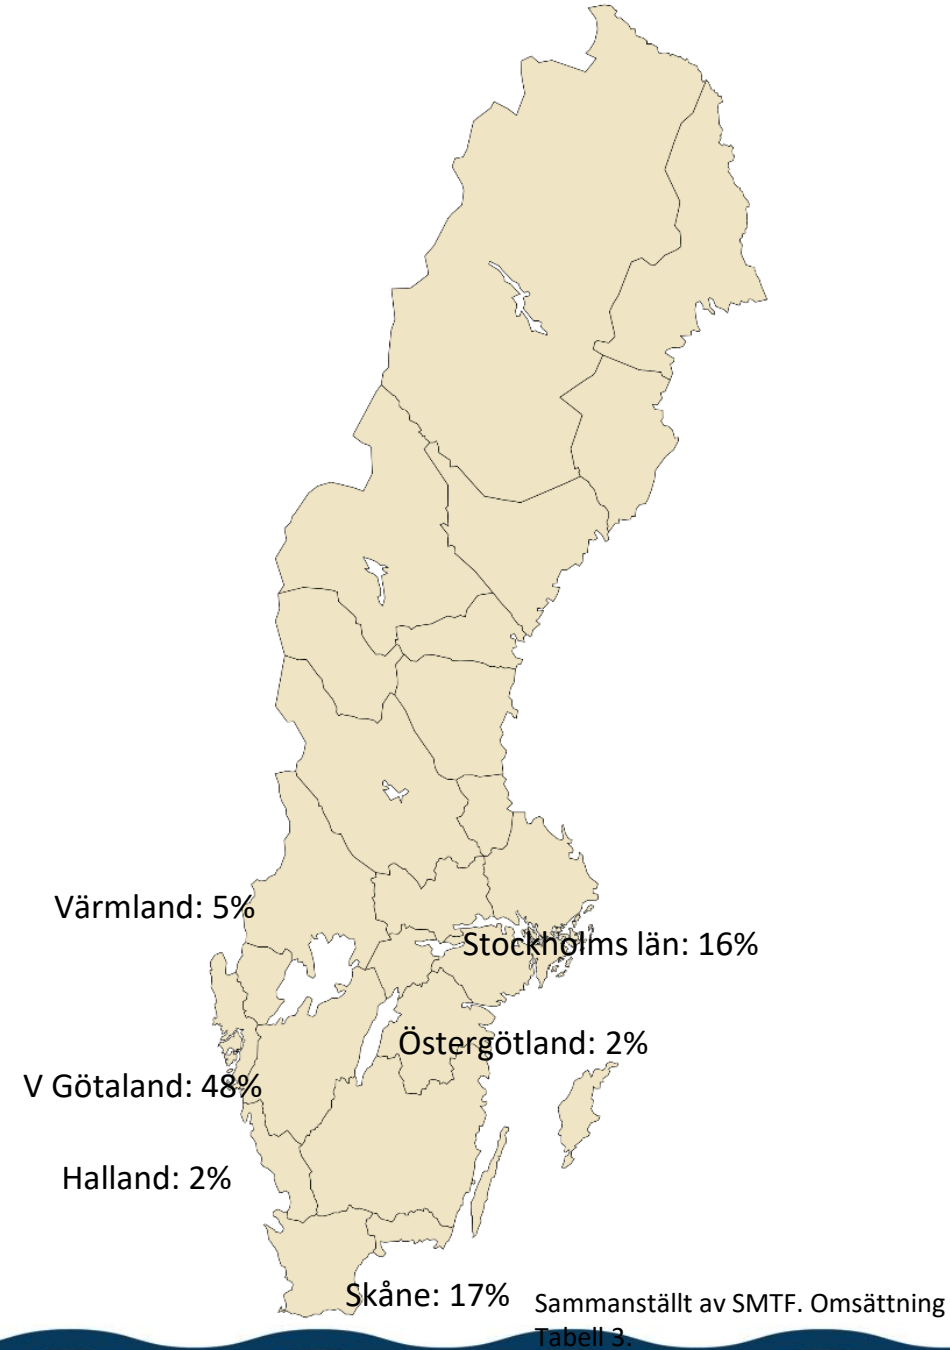 Värmland: 5%
Stockholms län: 16%
Östergötland: 2%
V Götaland: 48%
Halland: 2%
Skåne: 17%
Sammanställt av SMTF. Omsättning
Tabell 3.